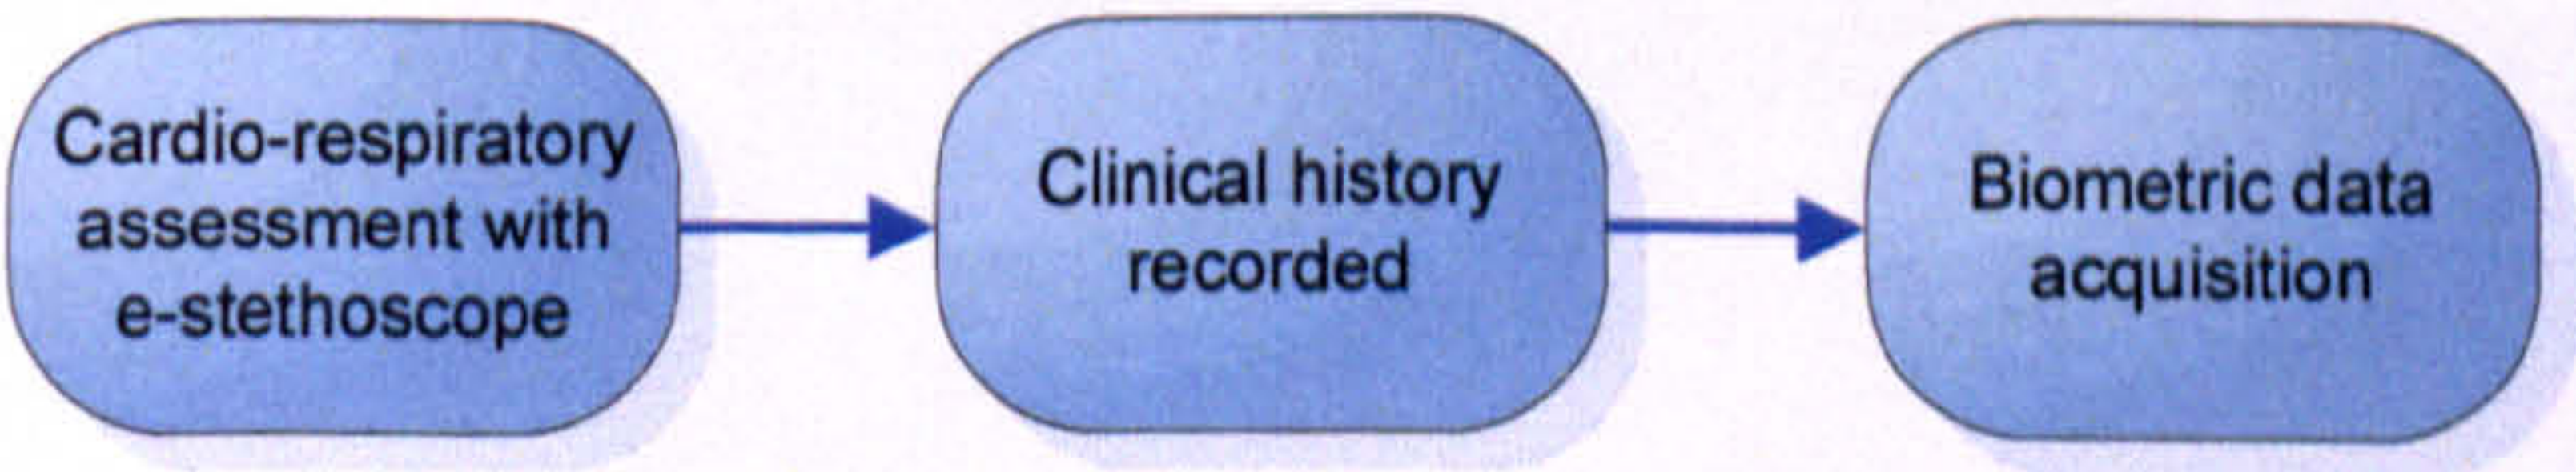 Cardio-respiratory
assessment with
e-stethoscope
Clinical history
recorded
Biometric data
acquisition